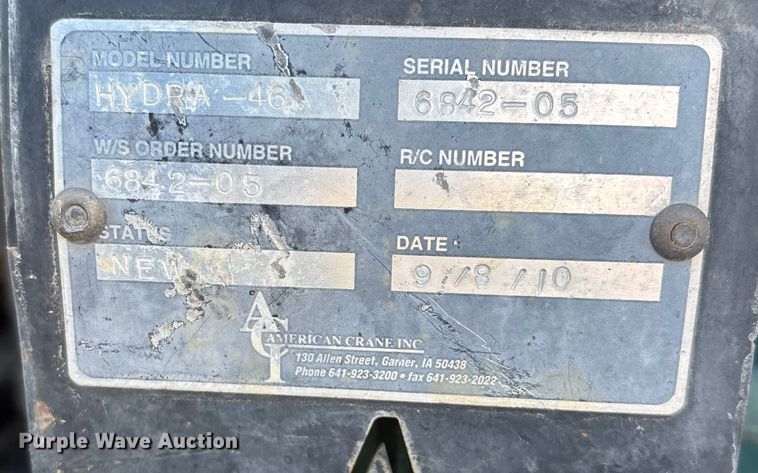 MODEL NUMBER
HYDRA-46
SERIAL NUMBER
6842-05
W/S ORDER NUMBER
6842-05
R/C NUMBER
STATUS
NEW
DATE
9/8/10
ACI
AMERICAN CRANE INC.
130 Allen Street, Garner, IA 50438
Phone 641-923-3200 • fax 641-923-2022
Purple Wave Auction